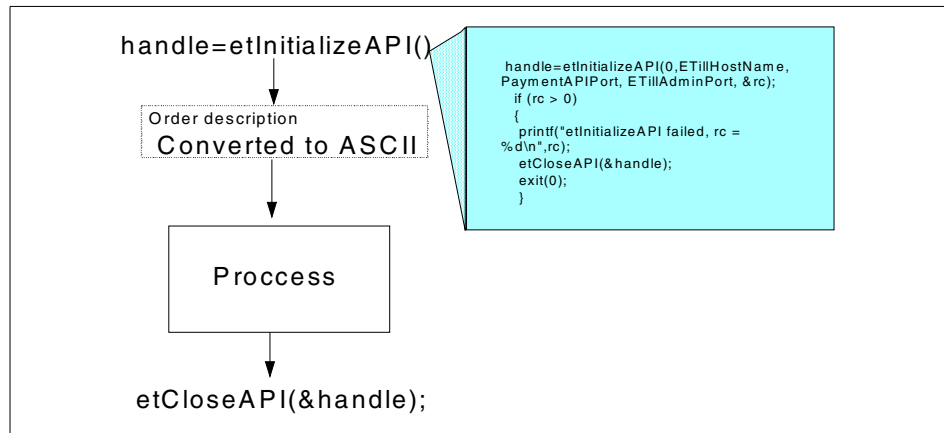 handle=etInitializeAPI()
Order description
Converted to ASCII
Proccess
etCloseAPI(&handle);
handle=etInitializeAPI(0,ETillHostName,
PaymentAPIPort, ETillAdminPort, &rc);
if (rc > 0)
{
printf("etInitializeAPI failed, rc =
%d\n",rc);
etCloseAPI(&handle);
exit(0);
}